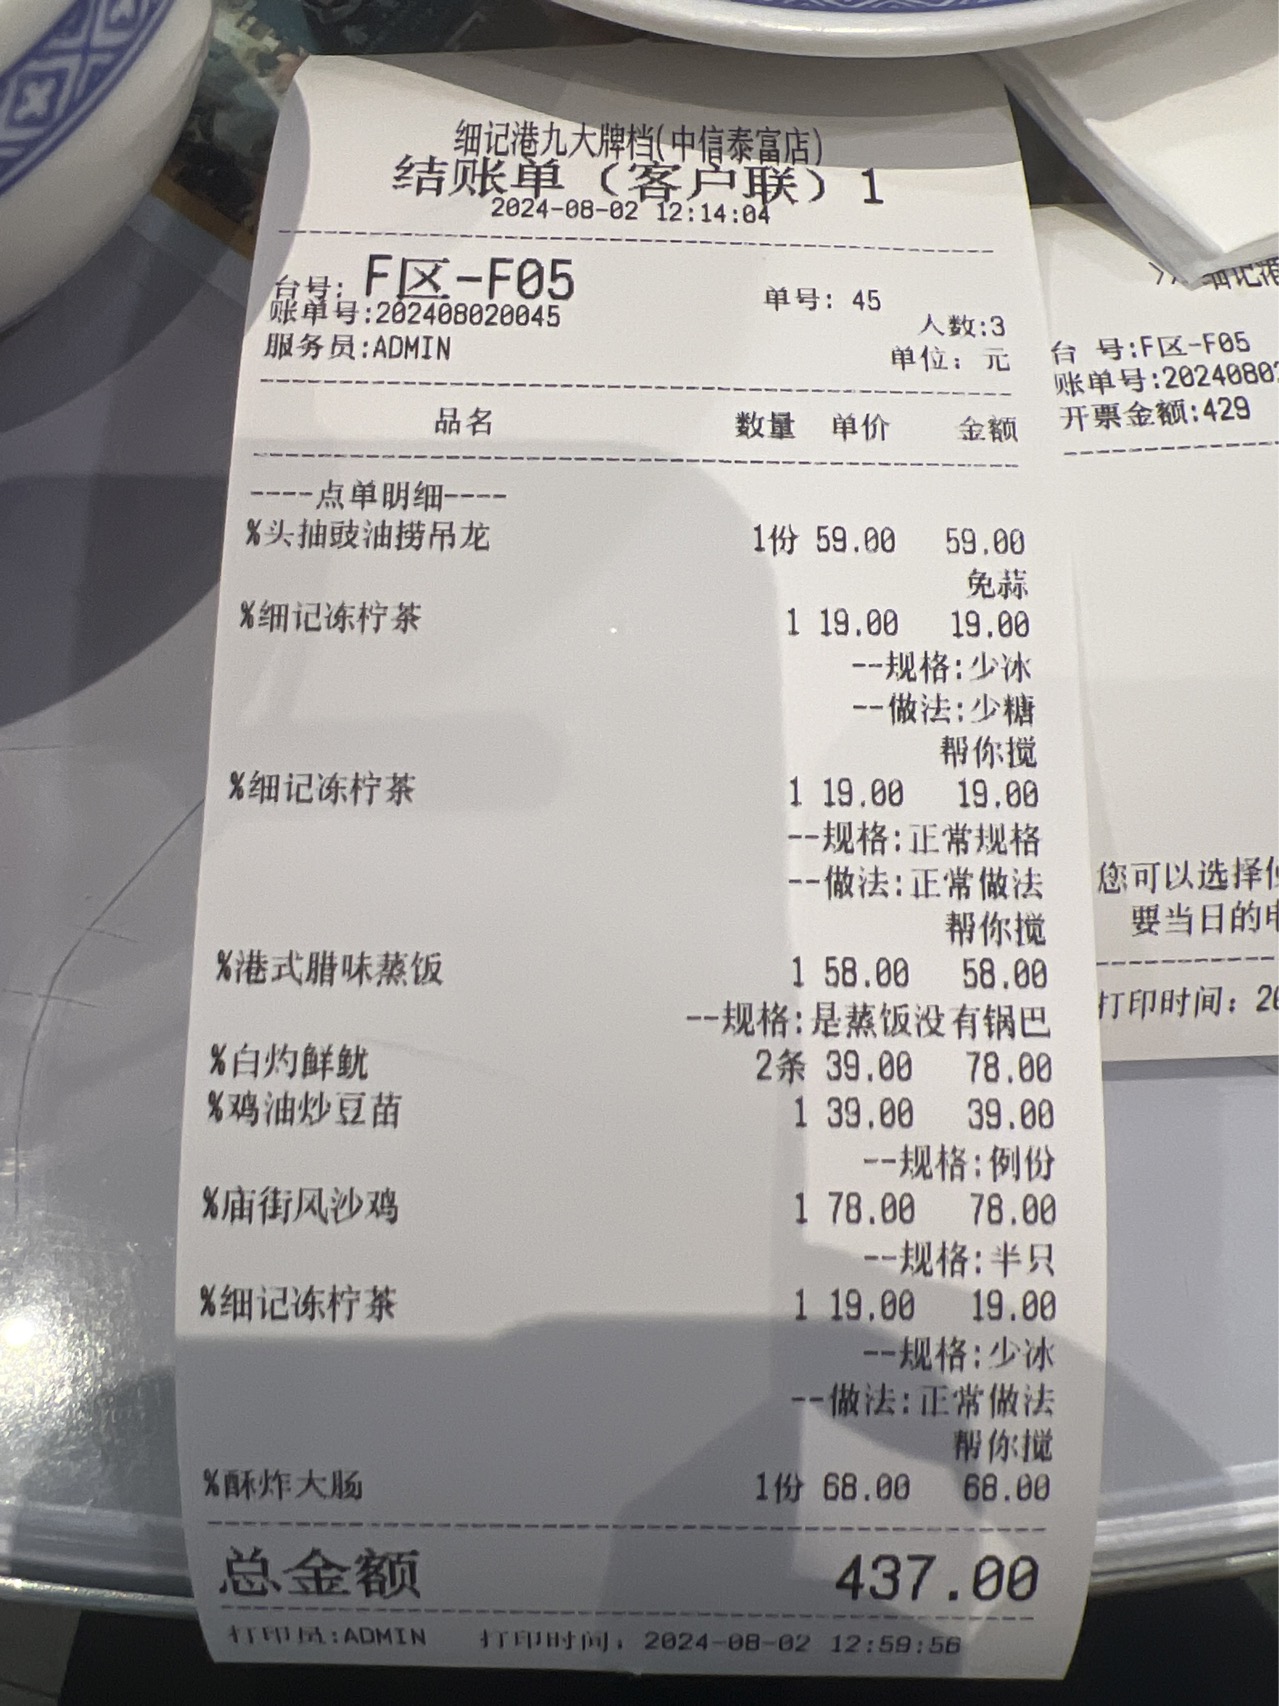 细记港九大牌档(中信泰富店)
结账单（客户联）1
2024-08-02 12:14:04
台号: F区-F05
单号: 45
账单号:202408020045
人数:3
服务员:ADMIN
单位: 元
品名 数量 单价 金额
----点单明细----
%头抽豉油捞吊龙 1份 59.00 59.00
免蒜
%细记冻柠茶 1 19.00 19.00
--规格:少冰
--做法:少糖
帮你搅
%细记冻柠茶 1 19.00 19.00
--规格:正常规格
--做法:正常做法
帮你搅
%港式腊味蒸饭 1 58.00 58.00
--规格:是蒸饭没有锅巴
%白灼鲜鱿 2条 39.00 78.00
%鸡油炒豆苗 1 39.00 39.00
--规格:例份
%庙街风沙鸡 1 78.00 78.00
--规格:半只
%细记冻柠茶 1 19.00 19.00
--规格:少冰
--做法:正常做法
帮你搅
%酥炸大肠 1份 68.00 68.00
总金额 437.00
打印员:ADMIN 打印时间: 2024-08-02 12:59:56
细记港
台 号:F区-F05
账单号:20240802
开票金额:429
您可以选择
要当日的
打印时间: 20